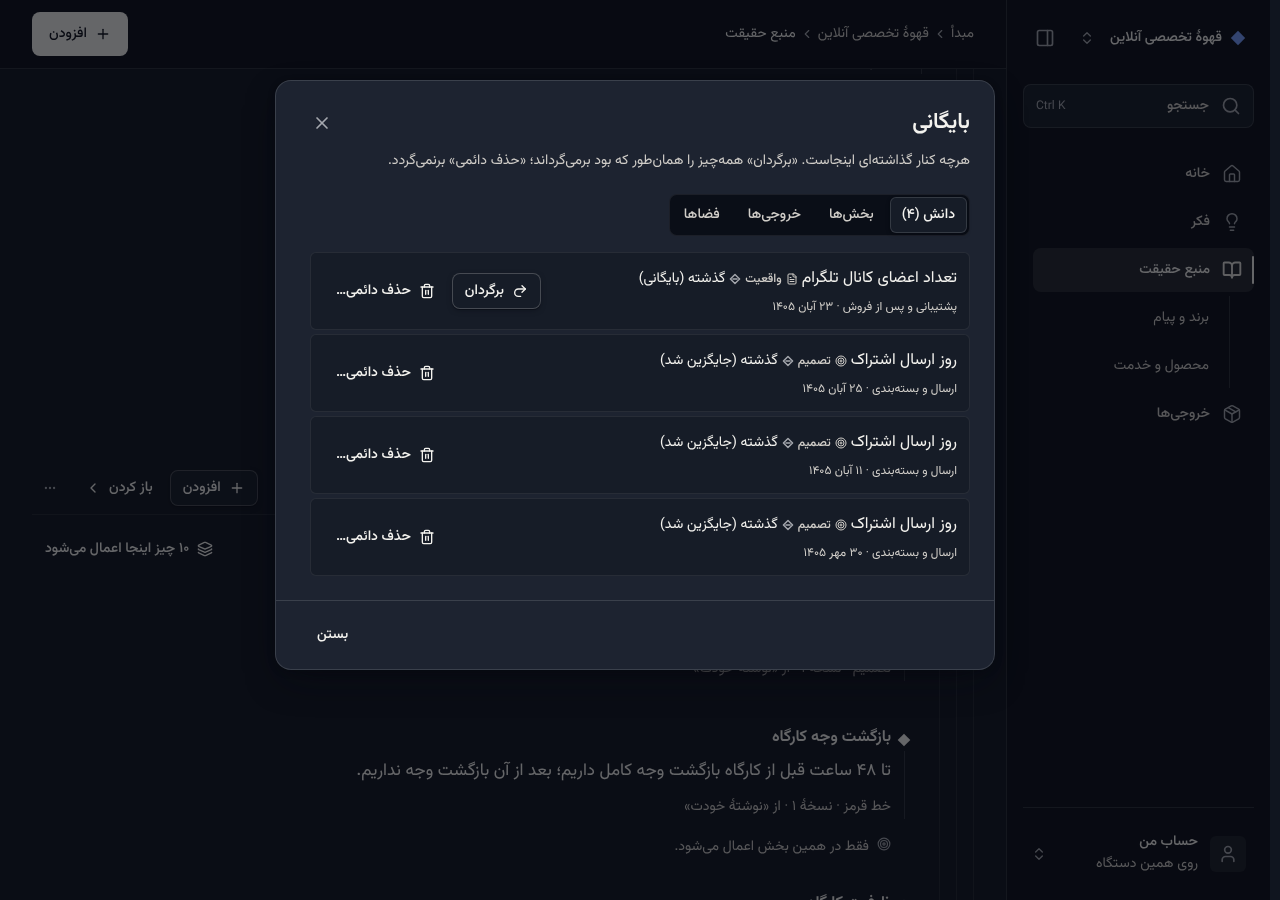 قهوهٔ تخصصی آنلاین
جستجو
Ctrl K
خانه
فکر
منبع حقیقت
برند و پیام
محصول و خدمت
خروجی‌ها
حساب من
روی همین دستگاه
مبدأ
قهوهٔ تخصصی آنلاین
منبع حقیقت
افزودن
بایگانی
هرچه کنار گذاشته‌ای اینجاست. «برگردان» همه‌چیز را همان‌طور که بود برمی‌گرداند؛ «حذف دائمی» برنمی‌گردد.
دانش (۴) بخش‌ها خروجی‌ها فضاها
تعداد اعضای کانال تلگرام واقعیت گذشته (بایگانی)
پشتیبانی و پس از فروش · ۲۳ آبان ۱۴۰۵
برگردان
حذف دائمی…
روز ارسال اشتراک تصمیم گذشته (جایگزین شد)
ارسال و بسته‌بندی · ۲۵ آبان ۱۴۰۵
حذف دائمی…
روز ارسال اشتراک تصمیم گذشته (جایگزین شد)
ارسال و بسته‌بندی · ۱۱ آبان ۱۴۰۵
حذف دائمی…
روز ارسال اشتراک تصمیم گذشته (جایگزین شد)
ارسال و بسته‌بندی · ۳۰ مهر ۱۴۰۵
حذف دائمی…
بستن
افزودن
باز کردن
۱۰ چیز اینجا اعمال می‌شود
بازگشت وجه کارگاه
تا ۴۸ ساعت قبل از کارگاه بازگشت وجه کامل داریم؛ بعد از آن بازگشت وجه نداریم.
خط قرمز · نسخهٔ ۱ · از «نوشتهٔ خودت»
فقط در همین بخش اعمال می‌شود.